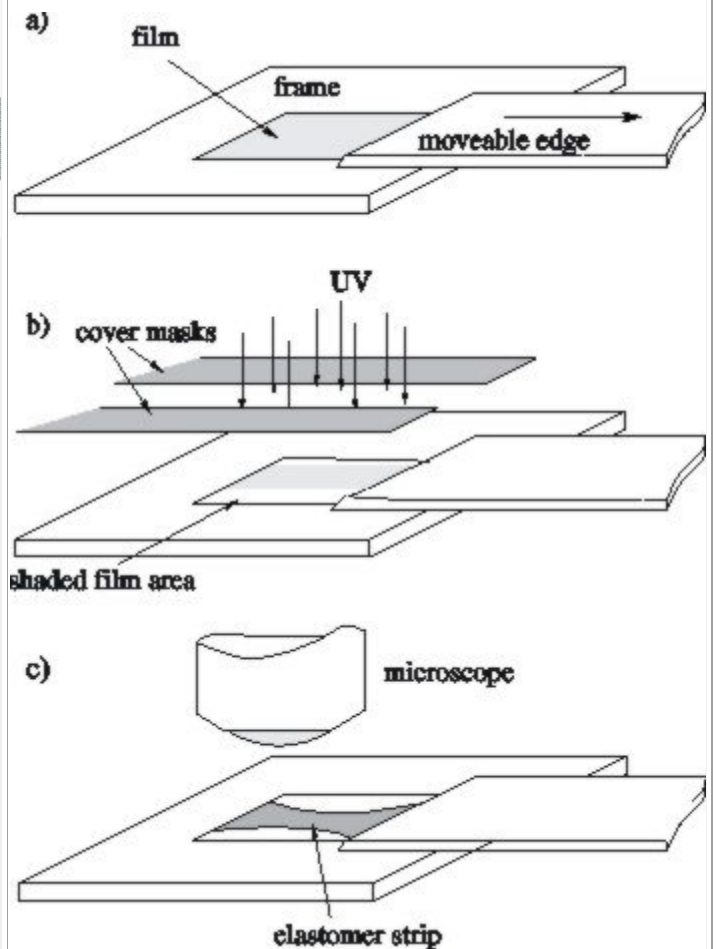 a)
film
frame
moveable edge
UV
b)
cover masks
shaded film area
c)
microscope
elastomer strip